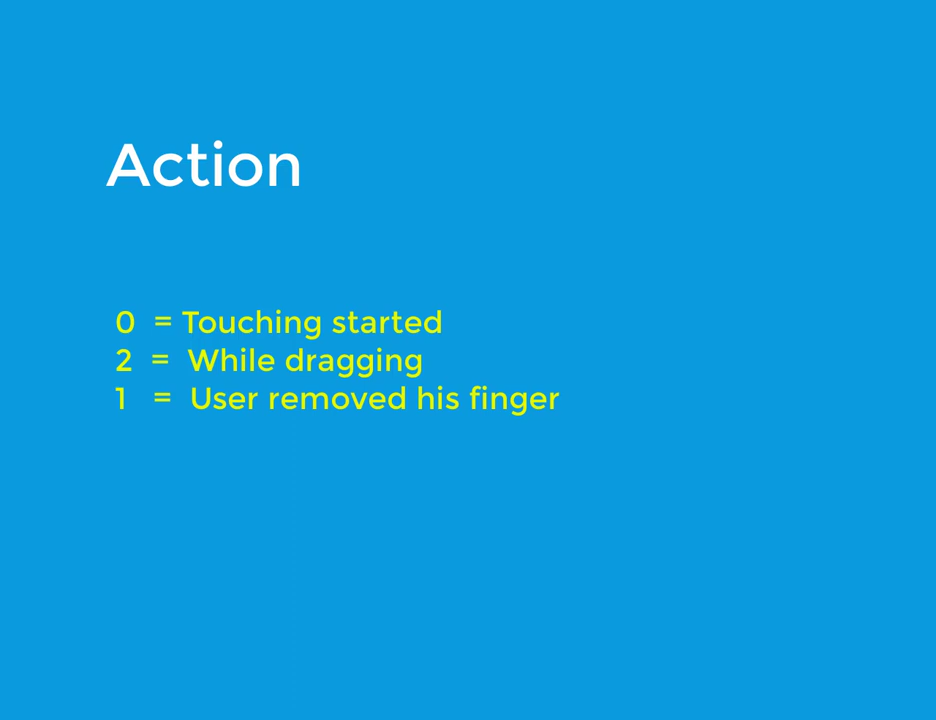 Action
0 = Touching started
2 = While dragging
1 = User removed his finger